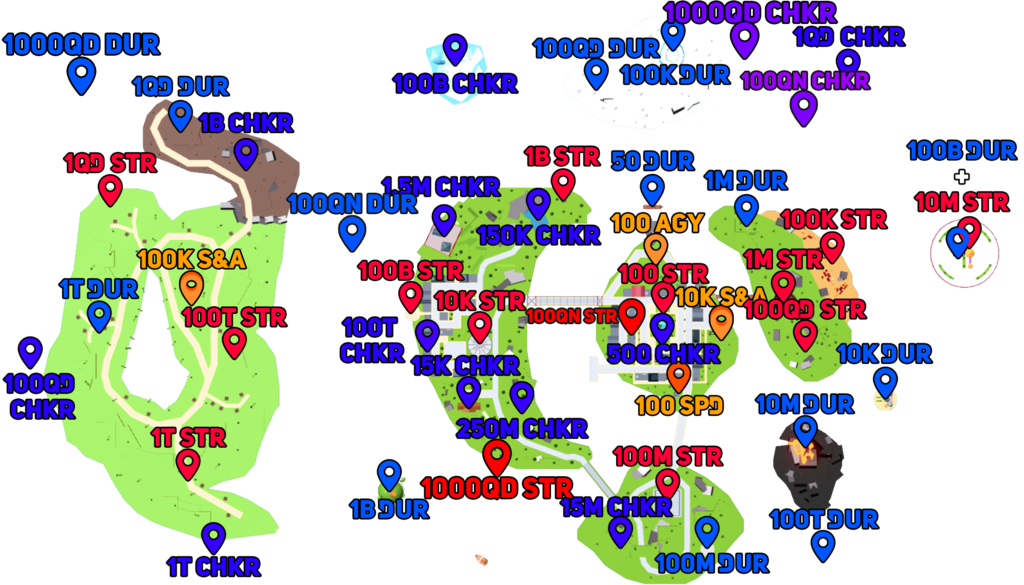 1000QD DUR
1QD DUR
1B CHKR
1QD STR
100QN DUR
100K S&A
1T DUR
100T STR
100QD
CHKR
1T STR
1T CHKR
100B CHKR
1.5M CHKR
1B STR
150K CHKR
100B STR
10K STR
100T
CHKR
15K CHKR
250M CHKR
1000QD STR
1B DUR
100QD DUR
100K DUR
1000QD CHKR
1QD CHKR
100QN CHKR
50 DUR
100 AGY
100 STR
10K S&A
100QN STR
500 CHKR
100 SPD
100M STR
15M CHKR
100M DUR
1M DUR
100K STR
1M STR
100QD STR
10K DUR
10M DUR
100T DUR
100B DUR
+
10M STR